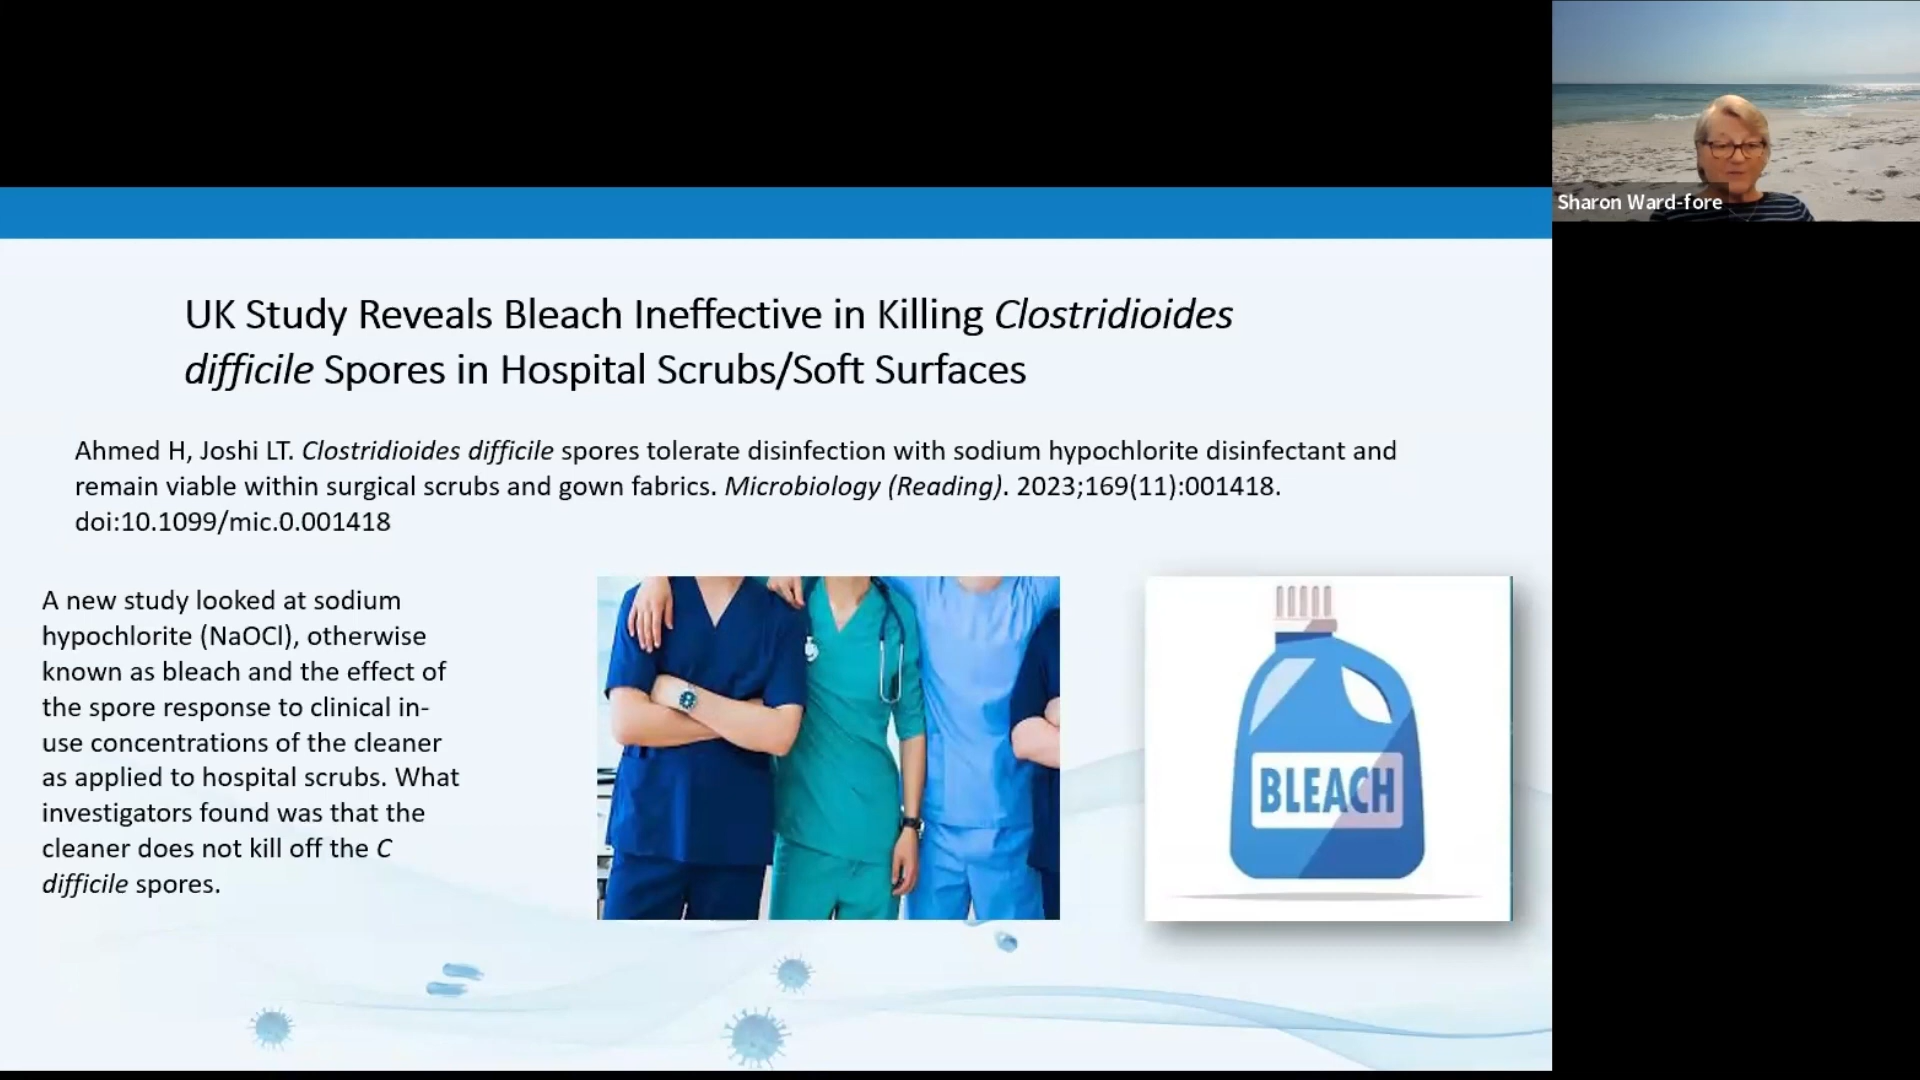 Sharon Ward-fore
UK Study Reveals Bleach Ineffective in Killing Clostridioides
difficile Spores in Hospital Scrubs/Soft Surfaces
Ahmed H, Joshi LT. Clostridioides difficile spores tolerate disinfection with sodium hypochlorite disinfectant and
remain viable within surgical scrubs and gown fabrics. Microbiology (Reading). 2023;169(11):001418.
doi:10.1099/mic.0.001418
A new study looked at sodium
hypochlorite (NaOCl), otherwise
known as bleach and the effect of
the spore response to clinical in-
use concentrations of the cleaner
as applied to hospital scrubs. What
investigators found was that the
cleaner does not kill off the C
difficile spores.
BLEACH